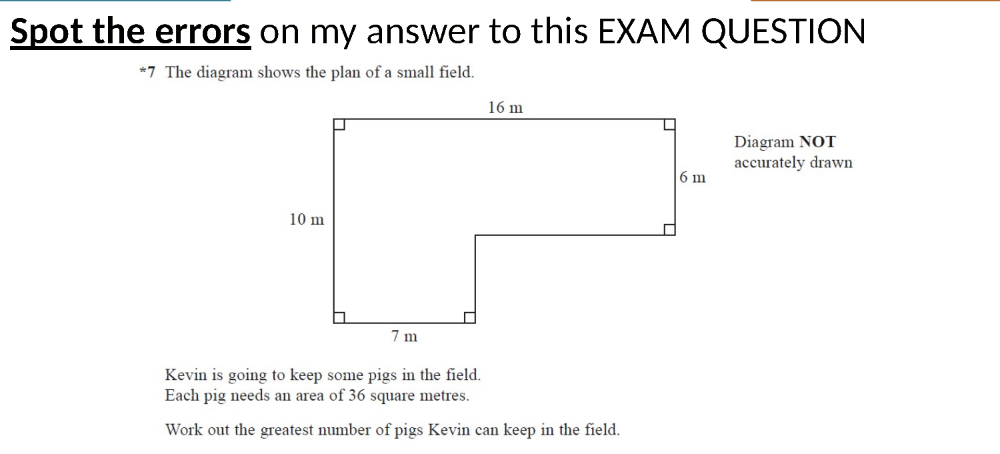 Spot the errors on my answer to this EXAM QUESTION
*7 The diagram shows the plan of a small field.
16 m
Diagram NOT
accurately drawn
6 m
10 m
7 m
Kevin is going to keep some pigs in the field.
Each pig needs an area of 36 square metres.
Work out the greatest number of pigs Kevin can keep in the field.